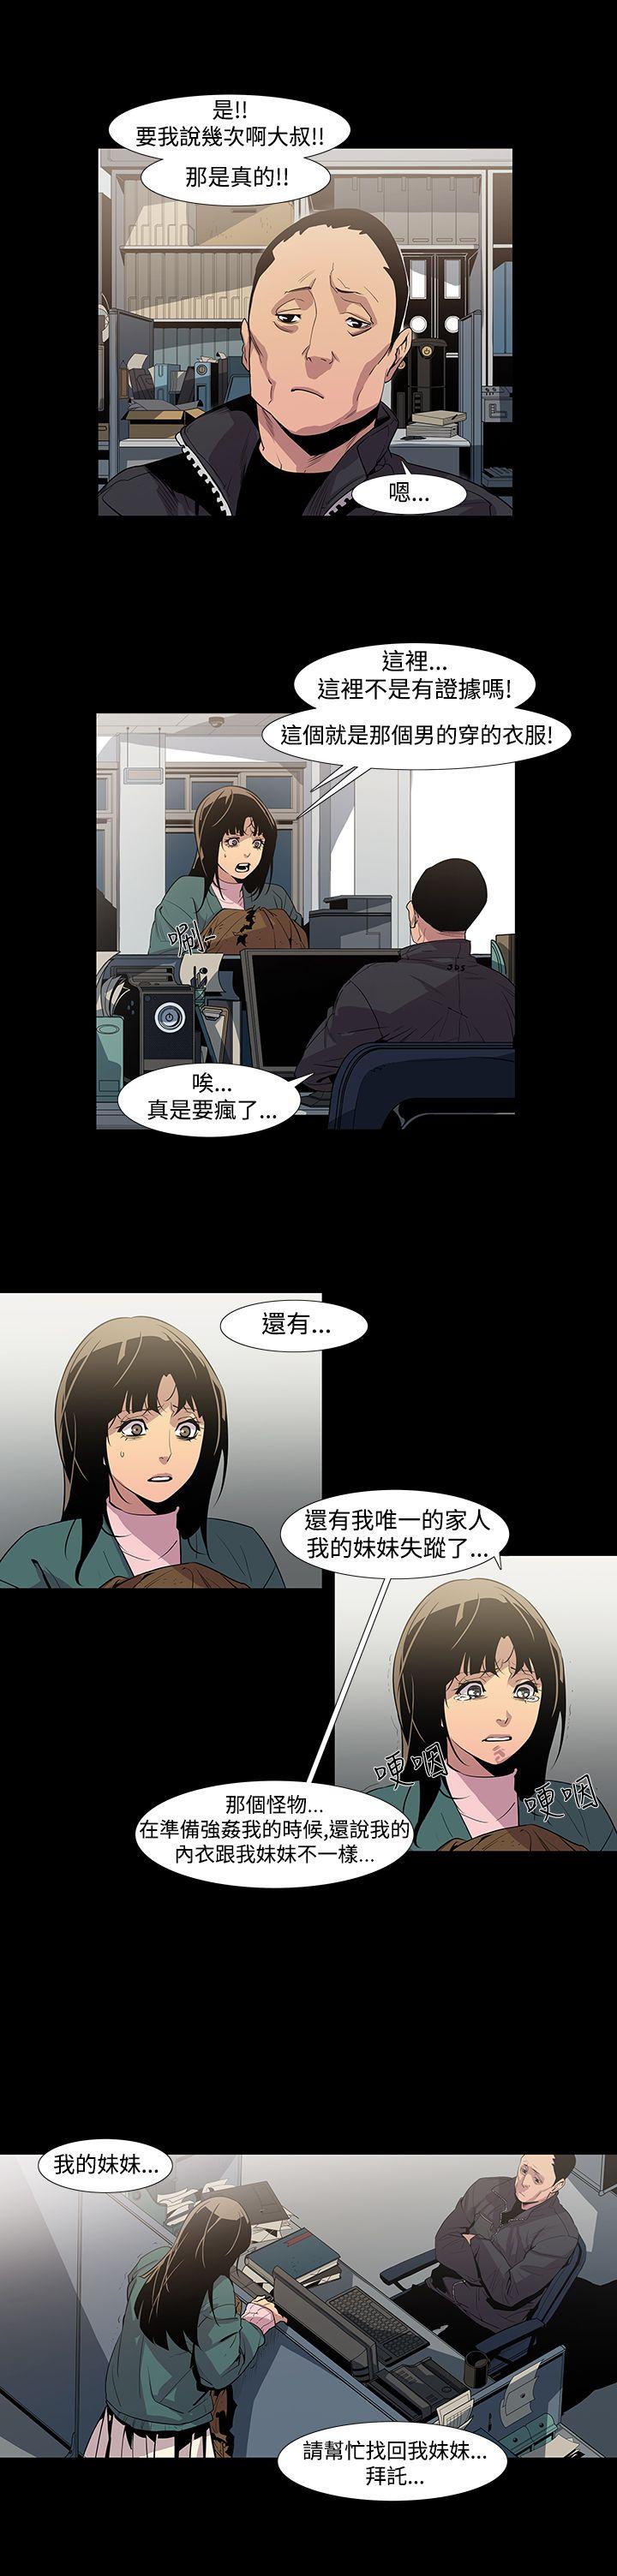 是!!
要我說幾次啊大叔!!
那是真的!!
嗯...
這裡...
這裡不是有證據嗎!
這個就是那個男的穿的衣服!
唰-
JDS
唉...
真是要瘋了...
還有...
還有我唯一的家人
我的妹妹失蹤了...
哽咽
哽咽
那個怪物...
在準備強姦我的時候,還說我的
內衣跟我妹妹不一樣...
我的妹妹...
請幫忙找回我妹妹...
拜託...